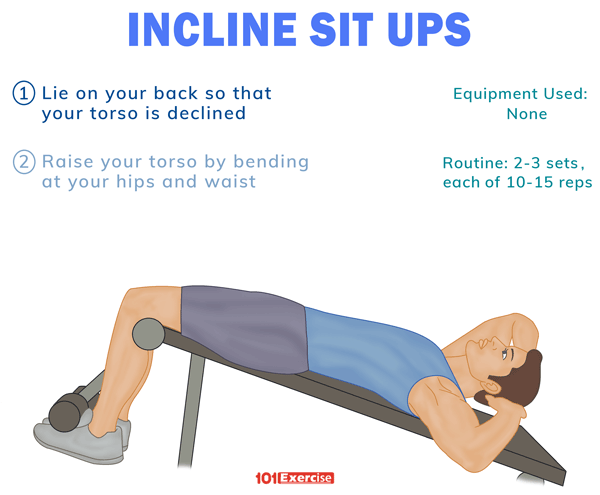 INCLINE SIT UPS
1 Lie on your back so that
your torso is declined
2 Raise your torso by bending
at your hips and waist
Equipment Used:
None
Routine: 2-3 sets,
each of 10-15 reps
101Exercise